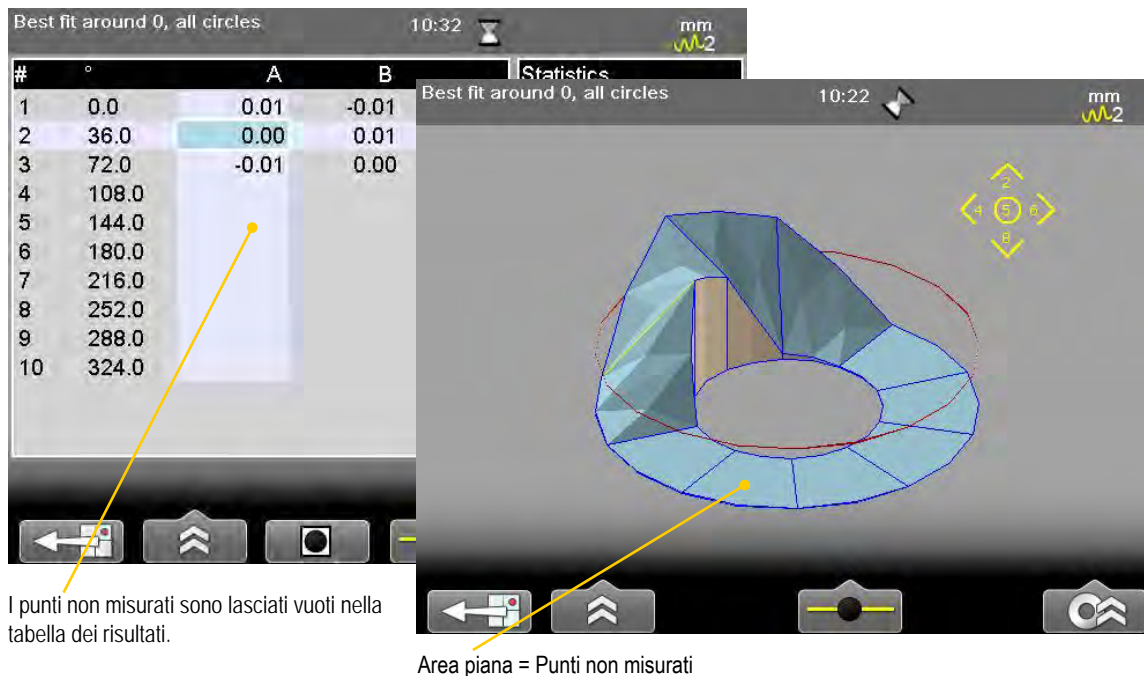 Best fit around 0, all circles 10:32 mm
2
# ° A B Statistics
1 0.0 0.01 -0.01
2 36.0 0.00 0.01
3 72.0 -0.01 0.00
4 108.0
5 144.0
6 180.0
7 216.0
8 252.0
9 288.0
10 324.0
Best fit around 0, all circles 10:22 mm
2
2
4 5 6
8
I punti non misurati sono lasciati vuoti nella
tabella dei risultati.
Area piana = Punti non misurati